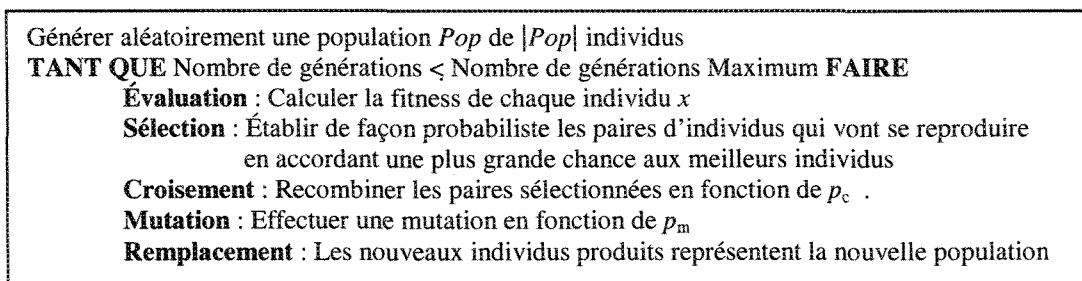 Générer aléatoirement une population Pop de |Pop| individus
TANT QUE Nombre de générations < Nombre de générations Maximum FAIRE
Évaluation : Calculer la fitness de chaque individu x
Sélection : Établir de façon probabiliste les paires d'individus qui vont se reproduire
en accordant une plus grande chance aux meilleurs individus
Croisement : Recombiner les paires sélectionnées en fonction de pc .
Mutation : Effectuer une mutation en fonction de pm
Remplacement : Les nouveaux individus produits représentent la nouvelle population